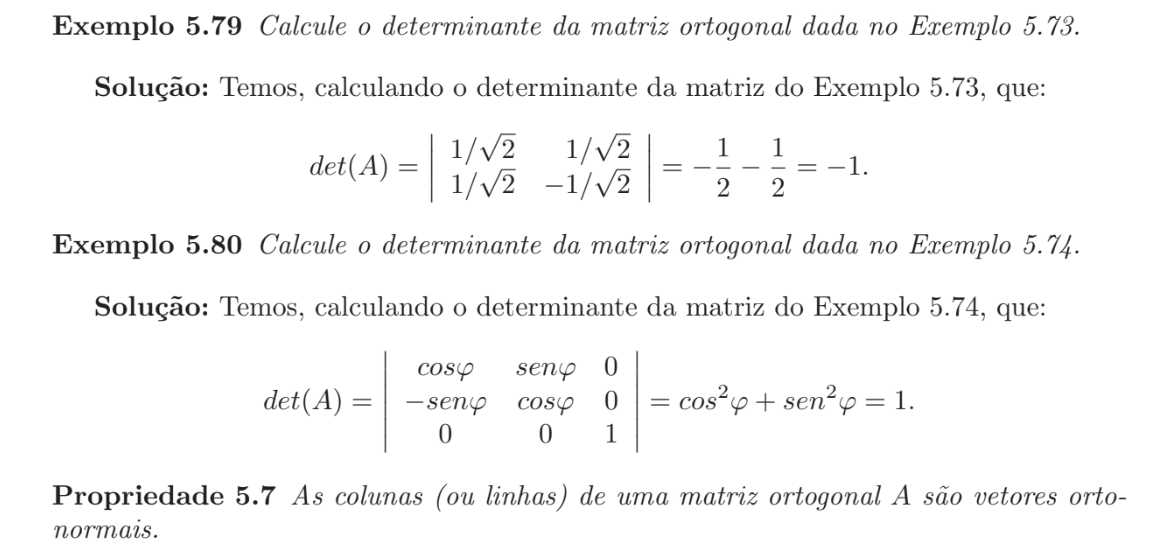 Exemplo 5.79 Calcule o determinante da matriz ortogonal dada no Exemplo 5.73.
Solução: Temos, calculando o determinante da matriz do Exemplo 5.73, que:
det(A) = | 1/√2 1/√2 |
| 1/√2 −1/√2 | = −1/2 − 1/2 = −1.
Exemplo 5.80 Calcule o determinante da matriz ortogonal dada no Exemplo 5.74.
Solução: Temos, calculando o determinante da matriz do Exemplo 5.74, que:
| cosφ senφ 0 |
det(A) = | −senφ cosφ 0 | = cos²φ + sen²φ = 1.
| 0 0 1 |
Propriedade 5.7 As colunas (ou linhas) de uma matriz ortogonal A são vetores orto-
normais.